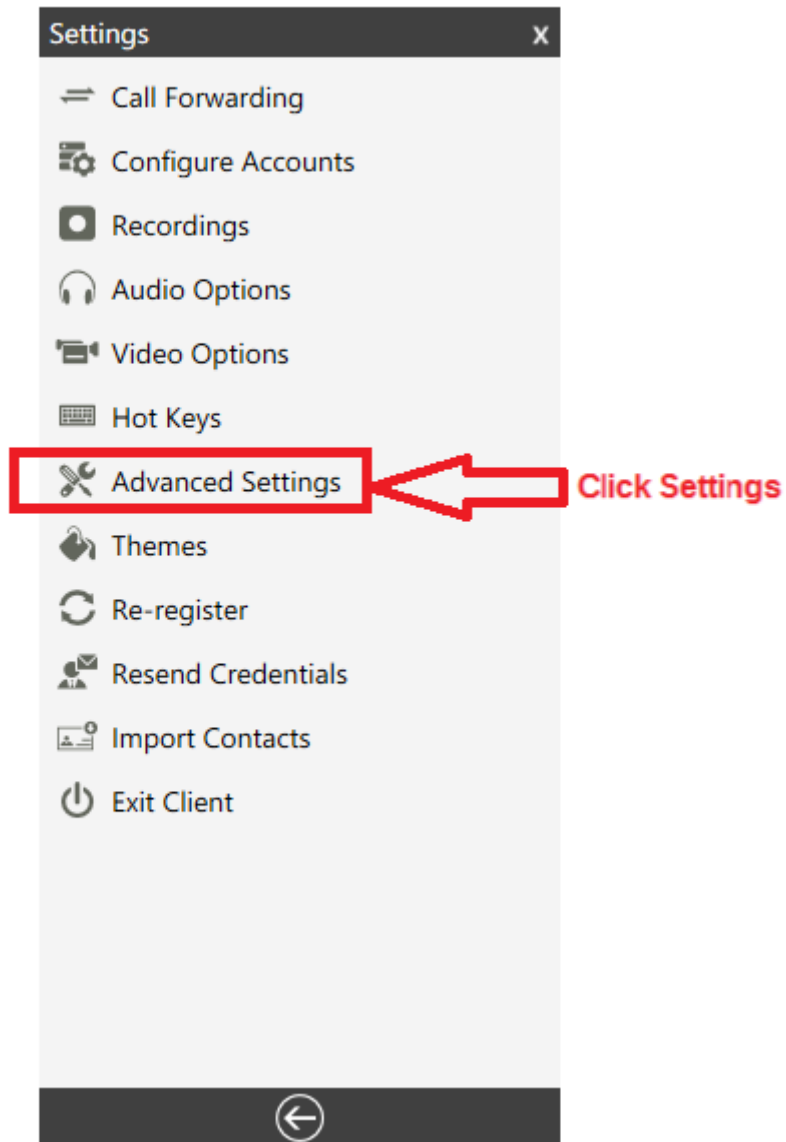 Settings x
Call Forwarding
Configure Accounts
Recordings
Audio Options
Video Options
Hot Keys
Advanced Settings Click Settings
Themes
Re-register
Resend Credentials
Import Contacts
Exit Client